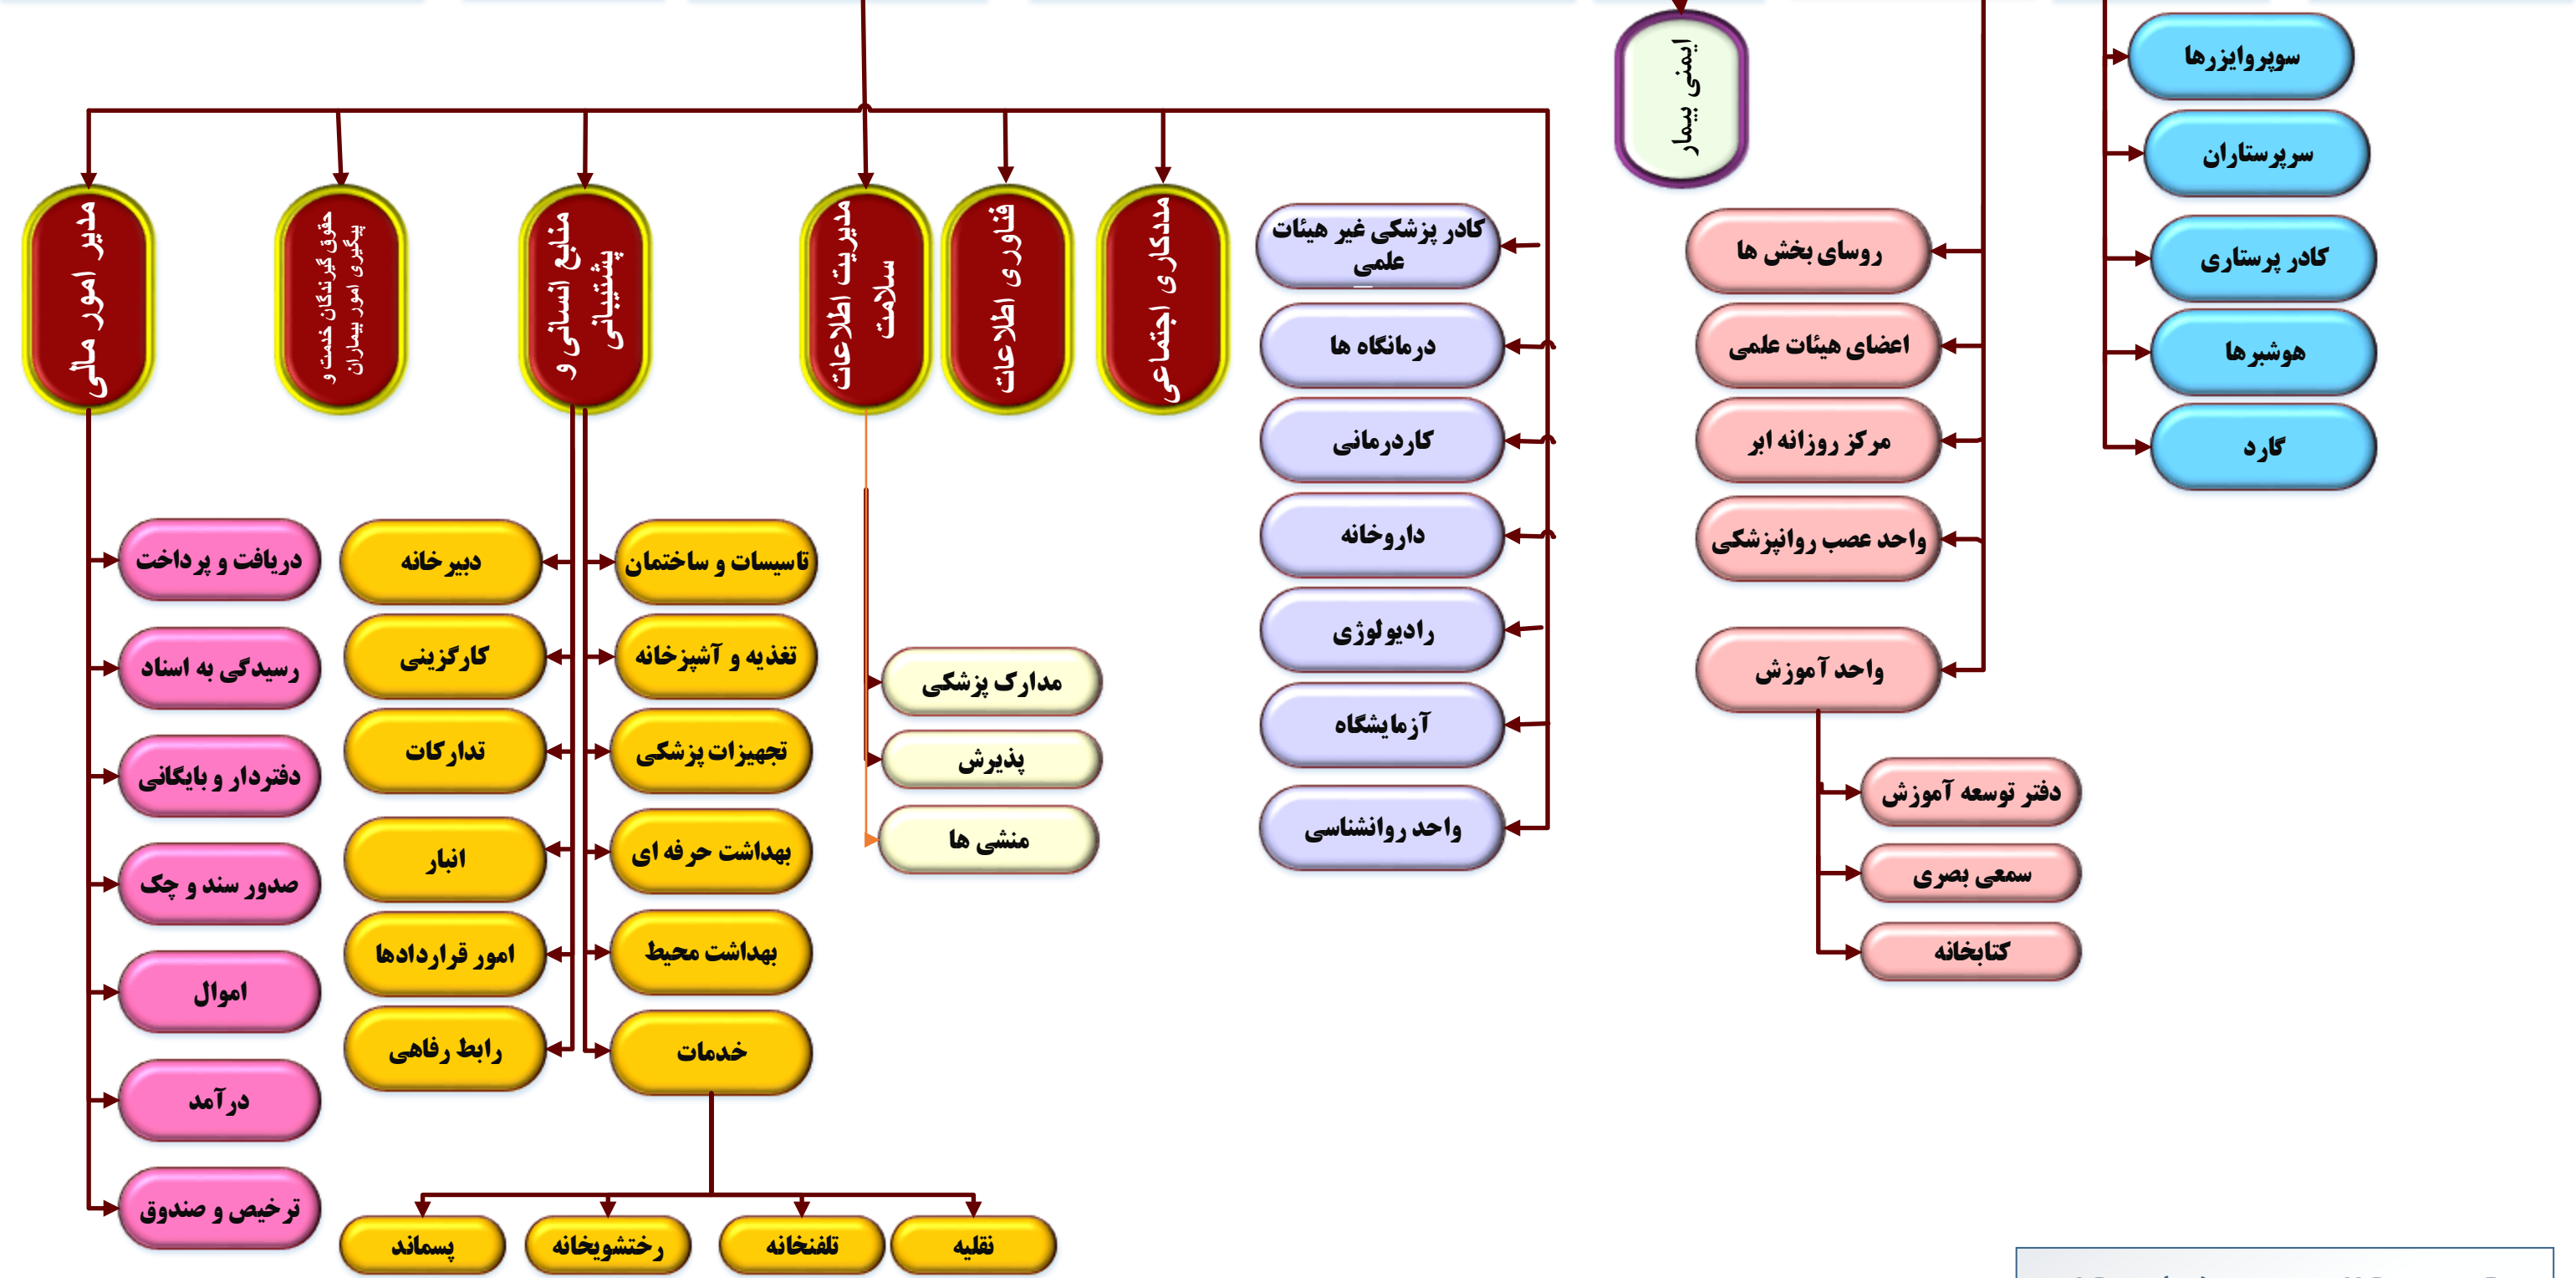 ایمنی بیمار
سوپروایزرها
سرپرستاران
کادر پرستاری
هوشبرها
گارد
روسای بخش ها
اعضای هیئات علمی
مرکز روزانه ابر
واحد عصب روانپزشکی
واحد آموزش
دفتر توسعه آموزش
سمعی بصری
کتابخانه
کادر پزشکی غیر هیئات
علمی
درمانگاه ها
کاردرمانی
داروخانه
رادیولوژی
آزمایشگاه
واحد روانشناسی
مددکاری اجتماعی
فناوری اطلاعات
مدیریت اطلاعات
سلامت
مدارک پزشکی
پذیرش
منشی ها
منابع انسانی و
پشتیبانی
تاسیسات و ساختمان
تغذیه و آشپزخانه
تجهیزات پزشکی
بهداشت حرفه ای
بهداشت محیط
خدمات
دبیرخانه
کارگزینی
تدارکات
انبار
امور قراردادها
رابط رفاهی
نقلیه
تلفنخانه
رختشویخانه
پسماند
حقوق گیرندگان خدمت و
پیگیری امور بیماران
مدیر امور مالی
دریافت و پرداخت
رسیدگی به اسناد
دفتردار و بایگانی
صدور سند و چک
اموال
درآمد
ترخیص و صندوق